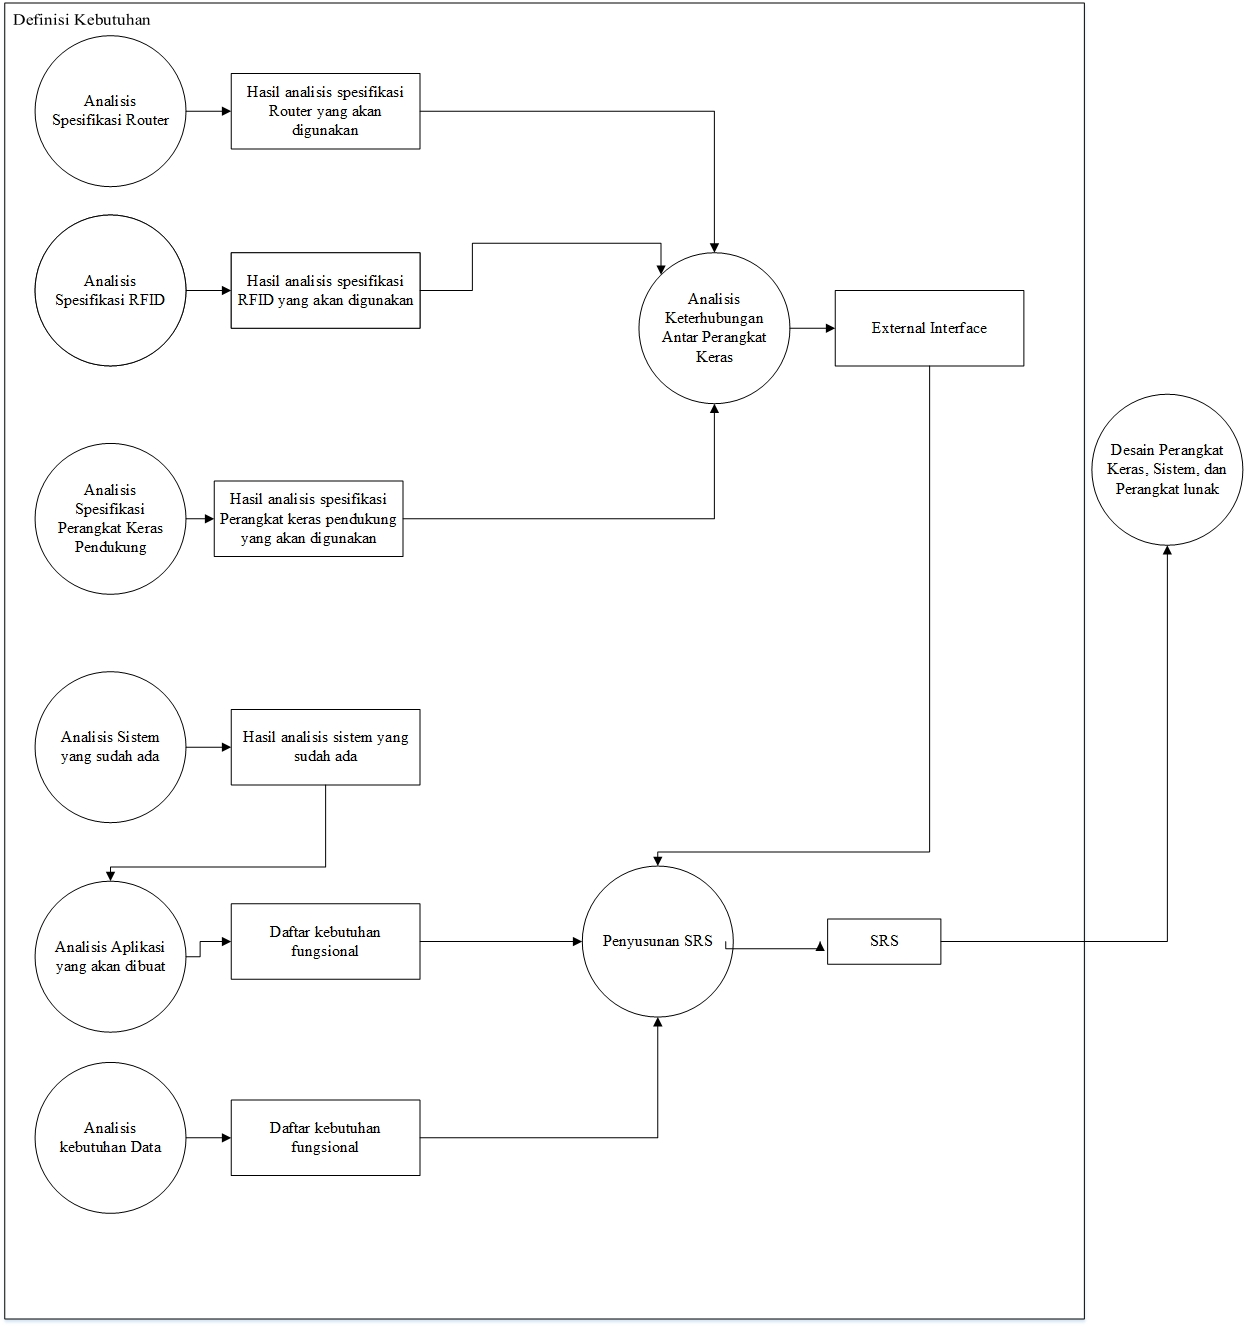 Definisi Kebutuhan
Analisis
Spesifikasi Router
Hasil analisis spesifikasi
Router yang akan
digunakan
Analisis
Spesifikasi RFID
Hasil analisis spesifikasi
RFID yang akan digunakan
Analisis
Keterhubungan
Antar Perangkat
Keras
External Interface
Desain Perangkat
Keras, Sistem, dan
Perangkat lunak
Analisis
Spesifikasi
Perangkat Keras
Pendukung
Hasil analisis spesifikasi
Perangkat keras pendukung
yang akan digunakan
Analisis Sistem
yang sudah ada
Hasil analisis sistem yang
sudah ada
Analisis Aplikasi
yang akan dibuat
Daftar kebutuhan
fungsional
Penyusunan SRS
SRS
Analisis
kebutuhan Data
Daftar kebutuhan
fungsional